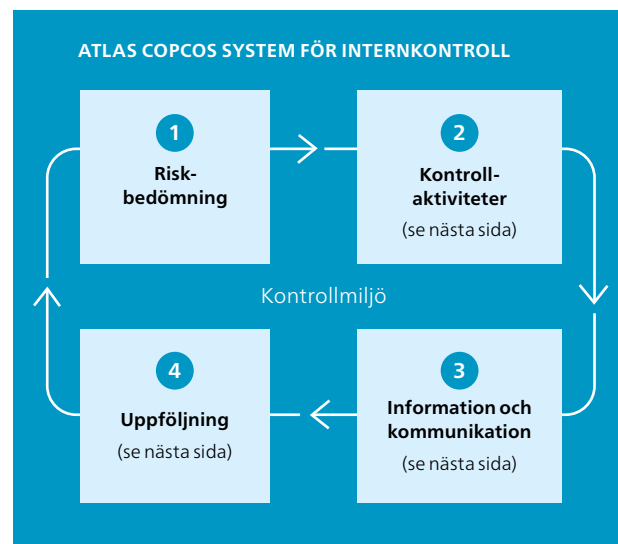 ATLAS COPCOS SYSTEM FÖR INTERNKONTROLL
1
Risk-
bedömning
2
Kontroll-
aktiviteter
(se nästa sida)
Kontrollmiljö
4
Uppföljning
(se nästa sida)
3
Information och
kommunikation
(se nästa sida)